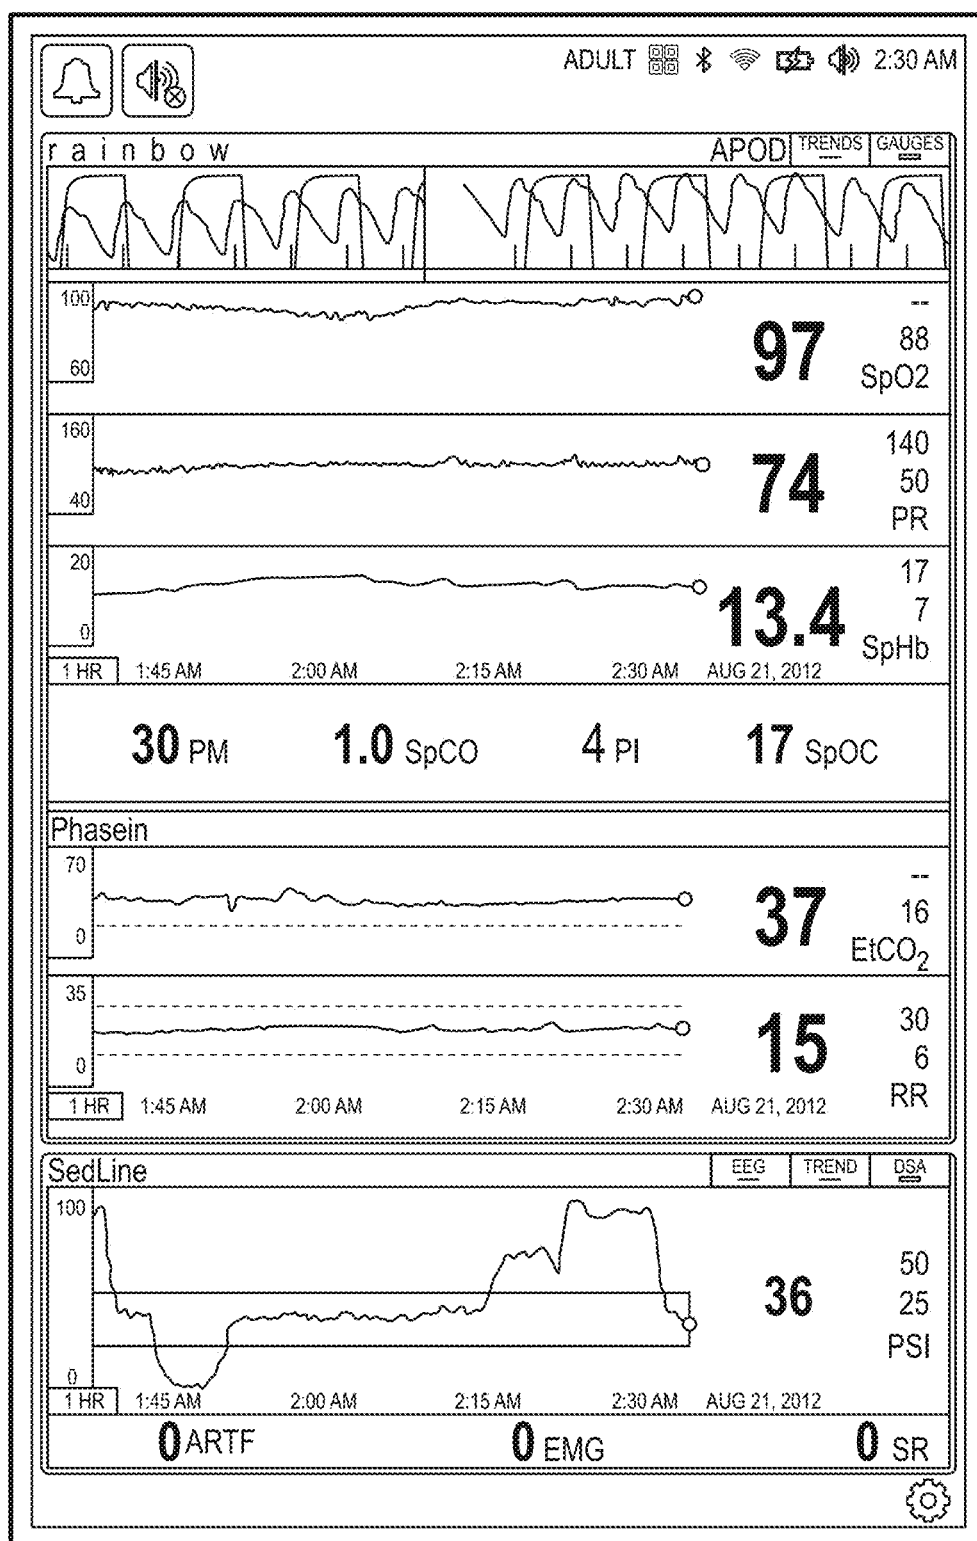 ADULT 2:30 AM
rainbow APOD TRENDS GAUGES
100 --
60 97 88
SpO2
160 140
40 74 50
PR
20 17
0 13.4 7
SpHb
1 HR 1:45 AM 2:00 AM 2:15 AM 2:30 AM AUG 21, 2012
30 PM 1.0 SpCO 4 PI 17 SpOC
Phasein
70 --
0 37 16
EtCO2
35 30
0 15 6
RR
1 HR 1:45 AM 2:00 AM 2:15 AM 2:30 AM AUG 21, 2012
SedLine EEG TREND DSA
100 50
36 25
0 PSI
1 HR 1:45 AM 2:00 AM 2:15 AM 2:30 AM AUG 21, 2012
0 ARTF 0 EMG 0 SR